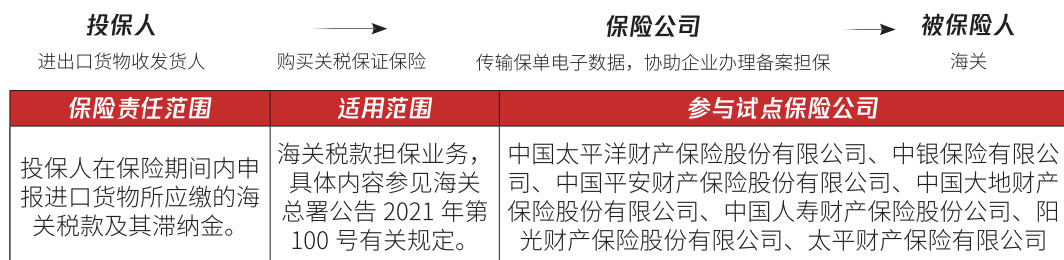 投保人
保险公司
被保险人
进出口货物收发货人
购买关税保证保险
传输保单电子数据，协助企业办理备案担保
海关
保险责任范围
适用范围
参与试点保险公司
投保人在保险期间内申
报进口货物所应缴的海
关税款及其滞纳金。
海关税款担保业务，
具体内容参见海关
总署公告 2021 年第
100 号有关规定。
中国太平洋财产保险股份有限公司、中银保险有限公
司、中国平安财产保险股份有限公司、中国大地财产
保险股份有限公司、中国人寿财产保险股份公司、阳
光财产保险股份有限公司、太平财产保险有限公司